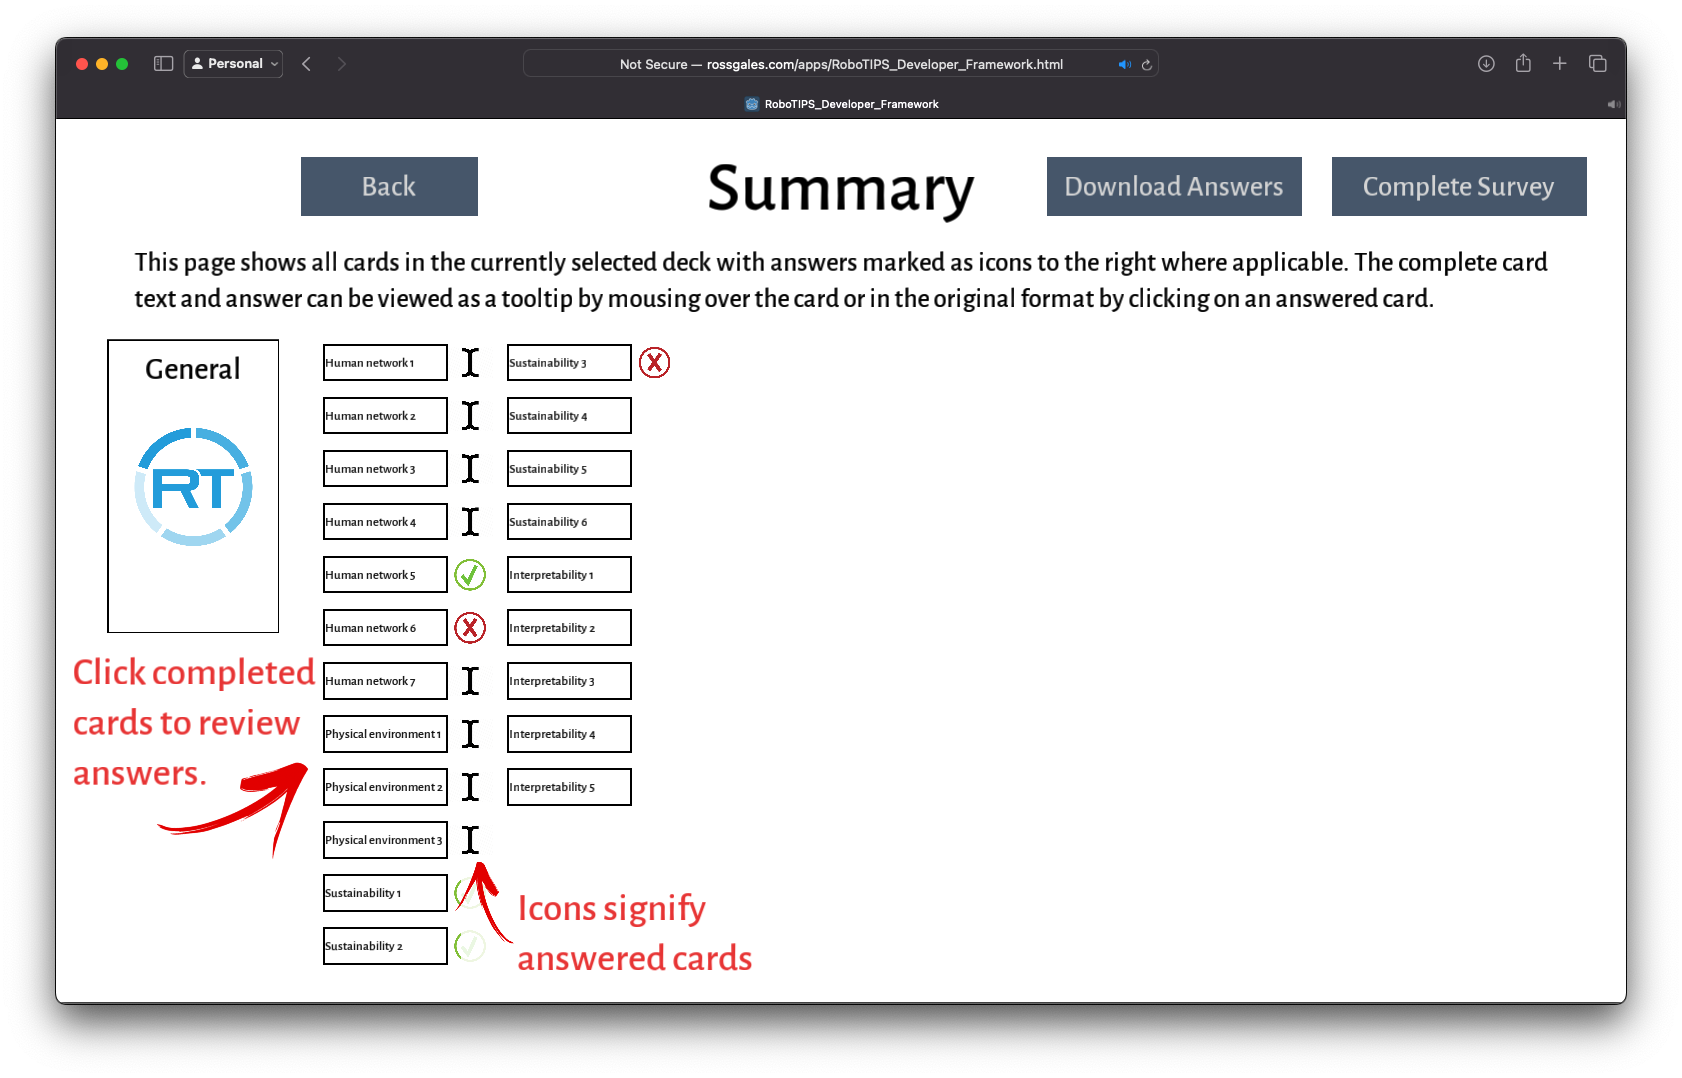 Personal
Not Secure — rossgales.com/apps/RoboTIPS_Developer_Framework.html
RoboTIPS_Developer_Framework
Back
Summary
Download Answers
Complete Survey
This page shows all cards in the currently selected deck with answers marked as icons to the right where applicable. The complete card
text and answer can be viewed as a tooltip by mousing over the card or in the original format by clicking on an answered card.
General
RT
Human network 1
Human network 2
Human network 3
Human network 4
Human network 5
Human network 6
Human network 7
Physical environment 1
Physical environment 2
Physical environment 3
Sustainability 1
Sustainability 2
Sustainability 3
Sustainability 4
Sustainability 5
Sustainability 6
Interpretability 1
Interpretability 2
Interpretability 3
Interpretability 4
Interpretability 5
Click completed
cards to review
answers.
Icons signify
answered cards